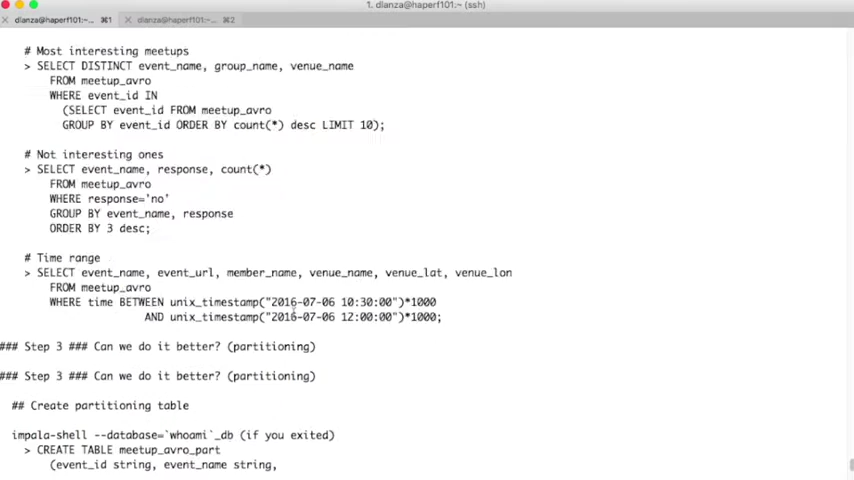 1. dlanza@haperf101:~ (ssh)
dlanza@haperf101:~... ⌘1
dlanza@haperf101:~... ⌘2
# Most interesting meetups
> SELECT DISTINCT event_name, group_name, venue_name
FROM meetup_avro
WHERE event_id IN
(SELECT event_id FROM meetup_avro
GROUP BY event_id ORDER BY count(*) desc LIMIT 10);
# Not interesting ones
> SELECT event_name, response, count(*)
FROM meetup_avro
WHERE response='no'
GROUP BY event_name, response
ORDER BY 3 desc;
# Time range
> SELECT event_name, event_url, member_name, venue_name, venue_lat, venue_lon
FROM meetup_avro
WHERE time BETWEEN unix_timestamp("2016-07-06 10:30:00")*1000
AND unix_timestamp("2016-07-06 12:00:00")*1000;
### Step 3 ### Can we do it better? (partitioning)
### Step 3 ### Can we do it better? (partitioning)
## Create partitioning table
impala-shell --database=`whoami`_db (if you exited)
> CREATE TABLE meetup_avro_part
(event_id string, event_name string,